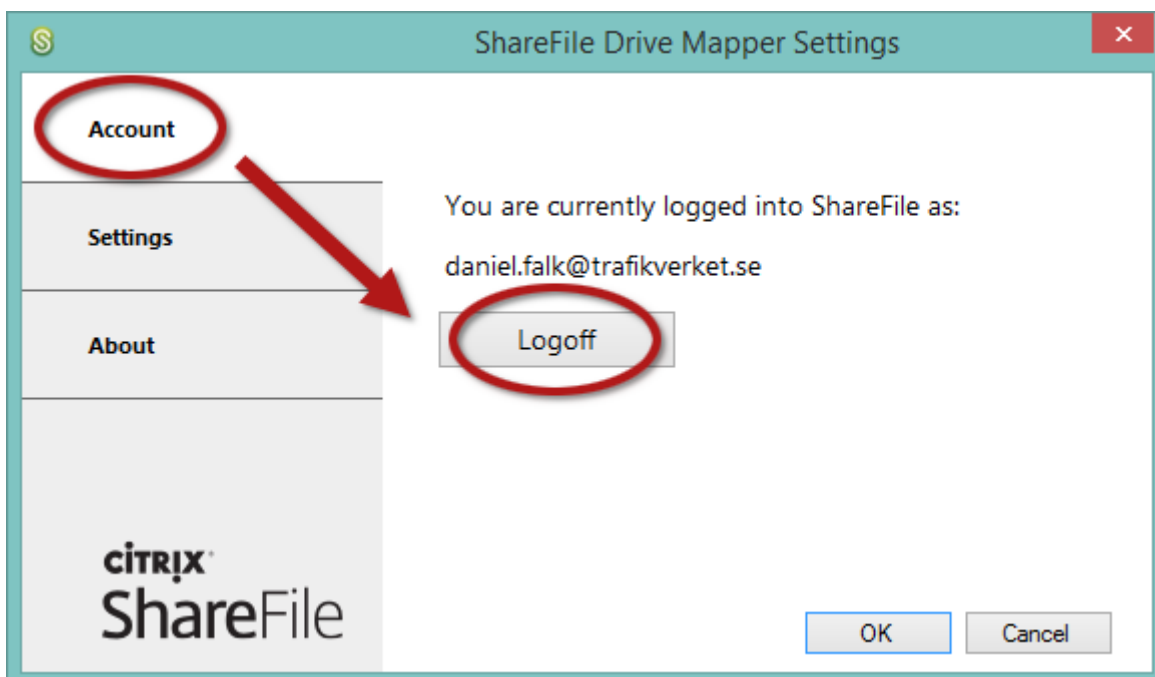 ShareFile Drive Mapper Settings
Account
Settings
About
You are currently logged into ShareFile as:
daniel.falk@trafikverket.se
Logoff
CITRIX
ShareFile
OK
Cancel